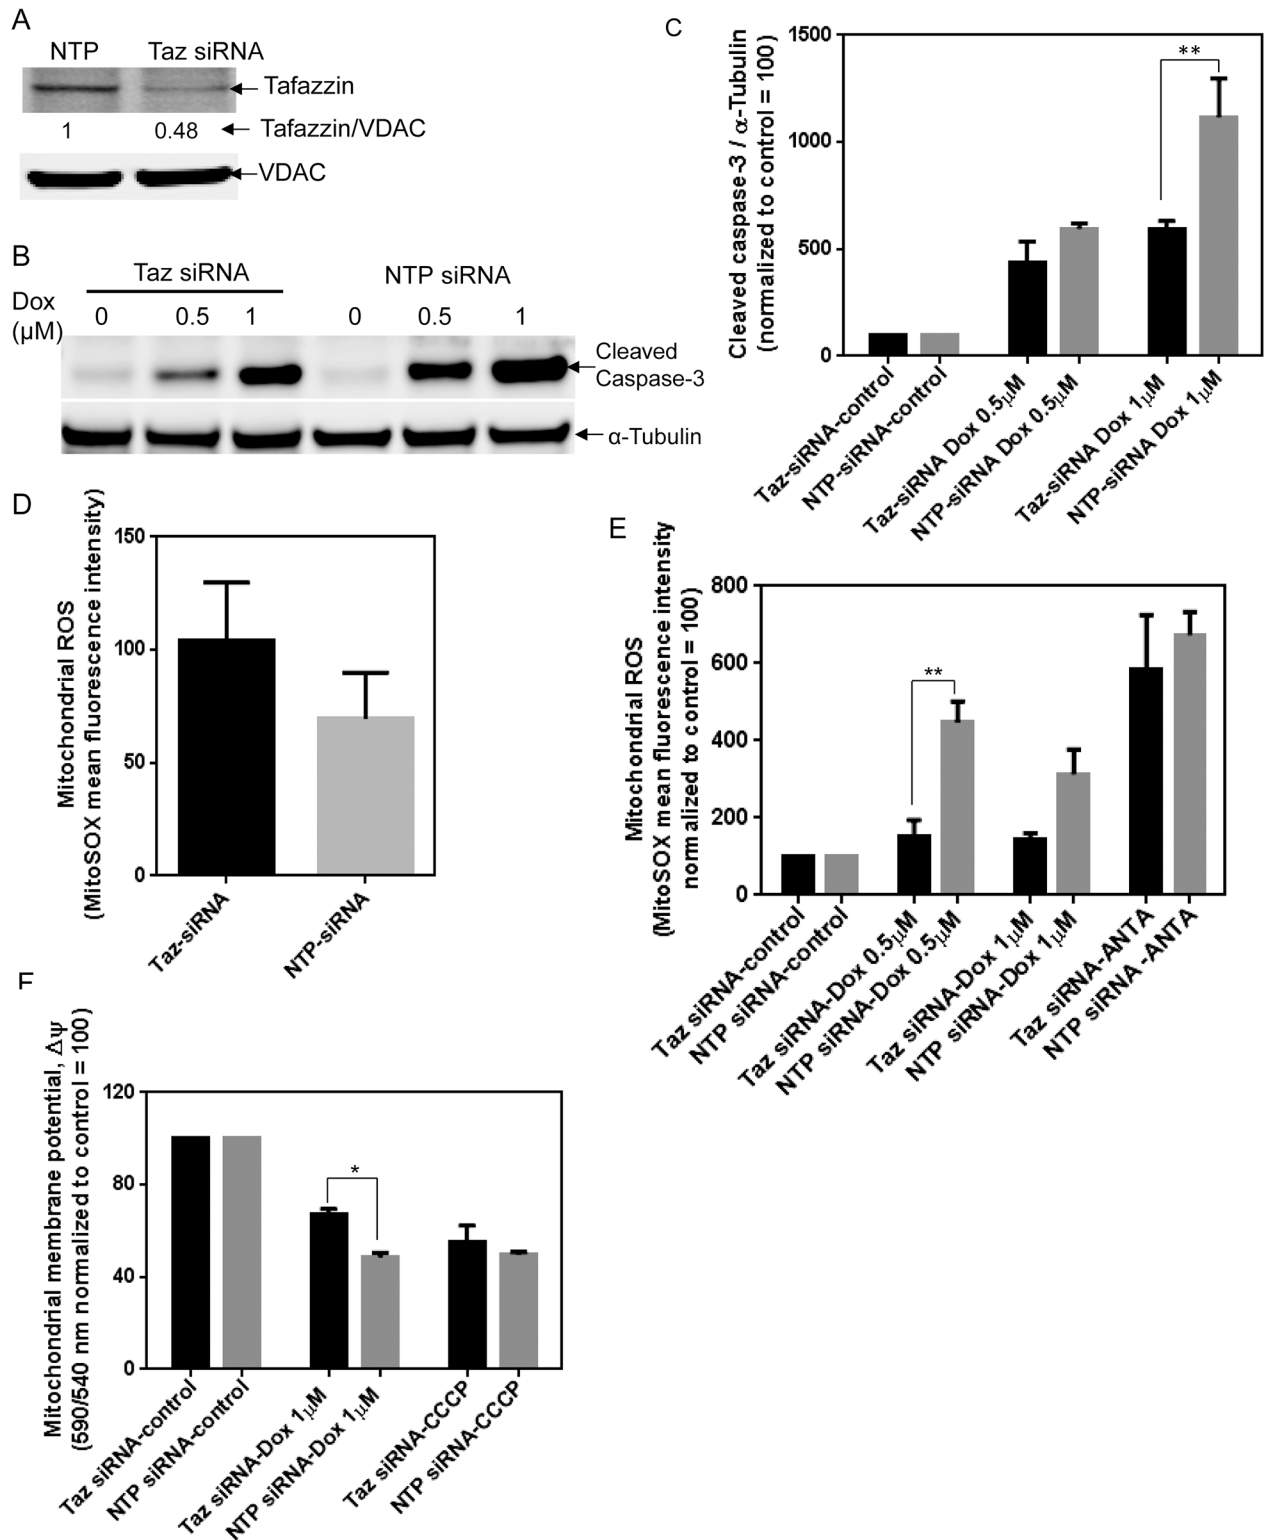 A
NTP Taz siRNA
Tafazzin
1 0.48 Tafazzin/VDAC
VDAC
B
Taz siRNA NTP siRNA
Dox
(μM)
0 0.5 1 0 0.5 1
Cleaved
Caspase-3
α-Tubulin
C
Cleaved caspase-3 / α-Tubulin
(normalized to control = 100)
1500
1000
500
0
**
Taz-siRNA-control
NTP-siRNA-control
Taz-siRNA Dox 0.5μM
NTP-siRNA Dox 0.5μM
Taz-siRNA Dox 1μM
NTP-siRNA Dox 1μM
D
Mitochondrial ROS
(MitoSOX mean fluorescence intensity)
150
100
50
0
Taz-siRNA
NTP-siRNA
E
Mitochondrial ROS
(MitoSOX mean fluorescence intensity
normalized to control = 100)
800
600
400
200
0
**
Taz siRNA-control
NTP siRNA-control
Taz siRNA-Dox 0.5μM
NTP siRNA-Dox 0.5μM
Taz siRNA-Dox 1μM
NTP siRNA-Dox 1μM
Taz siRNA-ANTA
NTP siRNA-ANTA
F
Mitochondrial membrane potential, Δψ
(590/540 nm normalized to control = 100)
120
80
40
0
*
Taz siRNA-control
NTP siRNA-control
Taz siRNA-Dox 1μM
NTP siRNA-Dox 1μM
Taz siRNA-CCCP
NTP siRNA-CCCP